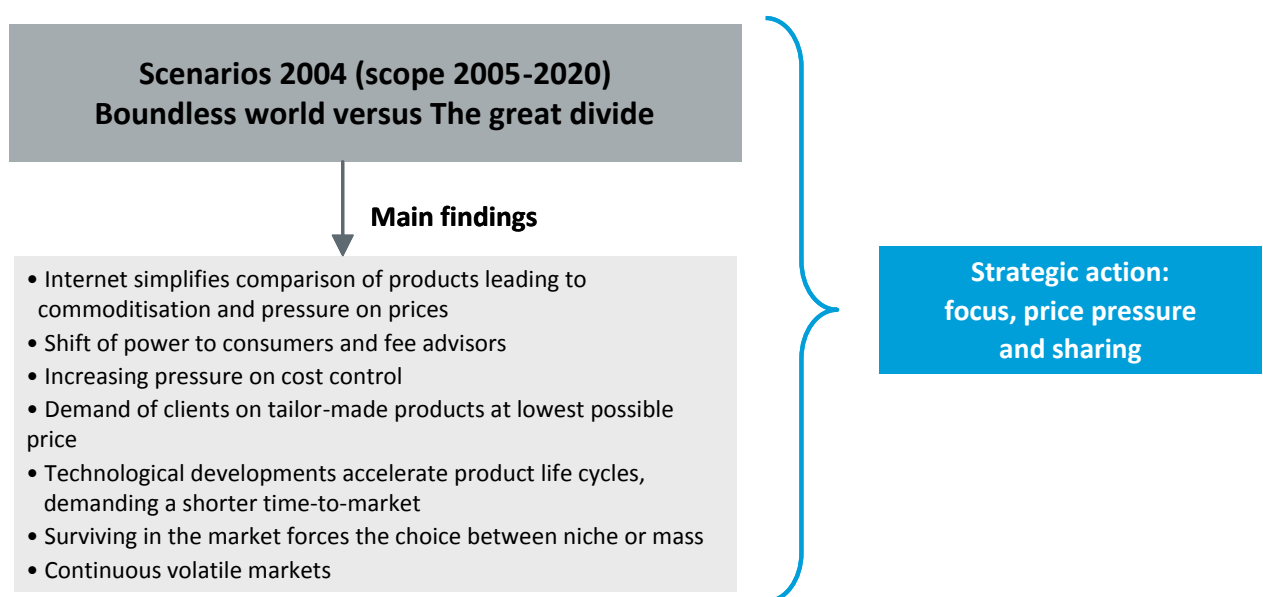 Scenarios 2004 (scope 2005-2020)
Boundless world versus The great divide
Main findings
• Internet simplifies comparison of products leading to
commoditisation and pressure on prices
• Shift of power to consumers and fee advisors
• Increasing pressure on cost control
• Demand of clients on tailor-made products at lowest possible
price
• Technological developments accelerate product life cycles,
demanding a shorter time-to-market
• Surviving in the market forces the choice between niche or mass
• Continuous volatile markets
Strategic action:
focus, price pressure
and sharing